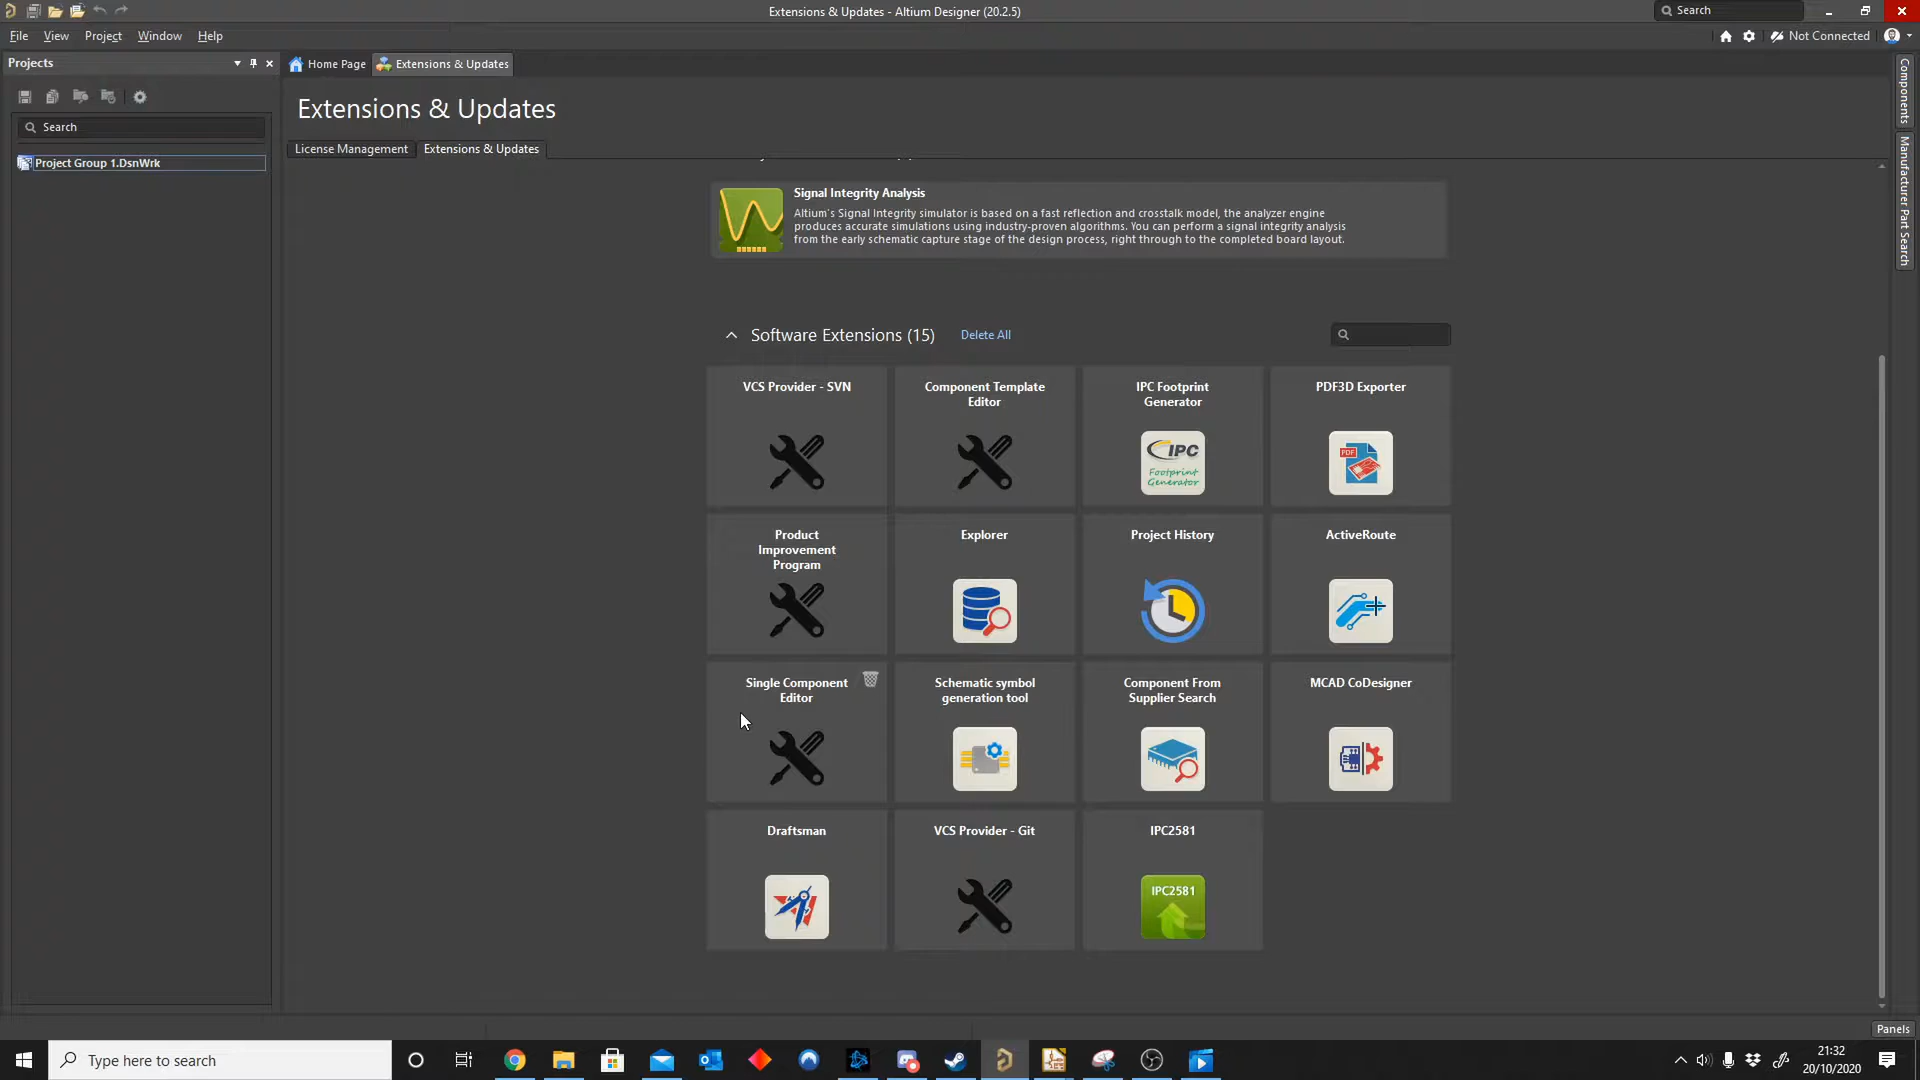 Extensions & Updates - Altium Designer (20.2.5)
Search
File View Project Window Help
Not Connected
Projects
Home Page
Extensions & Updates
Components
Manufacturer Part Search
Extensions & Updates
Search
License Management
Extensions & Updates
Project Group 1.DsnWrk
Signal Integrity Analysis
Altium's Signal Integrity simulator is based on a fast reflection and crosstalk model, the analyzer engine
produces accurate simulations using industry-proven algorithms. You can perform a signal integrity analysis
from the early schematic capture stage of the design process, right through to the completed board layout.
Software Extensions (15)
Delete All
VCS Provider - SVN
Component Template
Editor
IPC Footprint
Generator
IPC
Footprint
Generator
PDF3D Exporter
PDF
Product
Improvement
Program
Explorer
Project History
ActiveRoute
Single Component
Editor
Schematic symbol
generation tool
Component From
Supplier Search
MCAD CoDesigner
Draftsman
VCS Provider - Git
IPC2581
IPC2581
Panels
Type here to search
21:32
20/10/2020